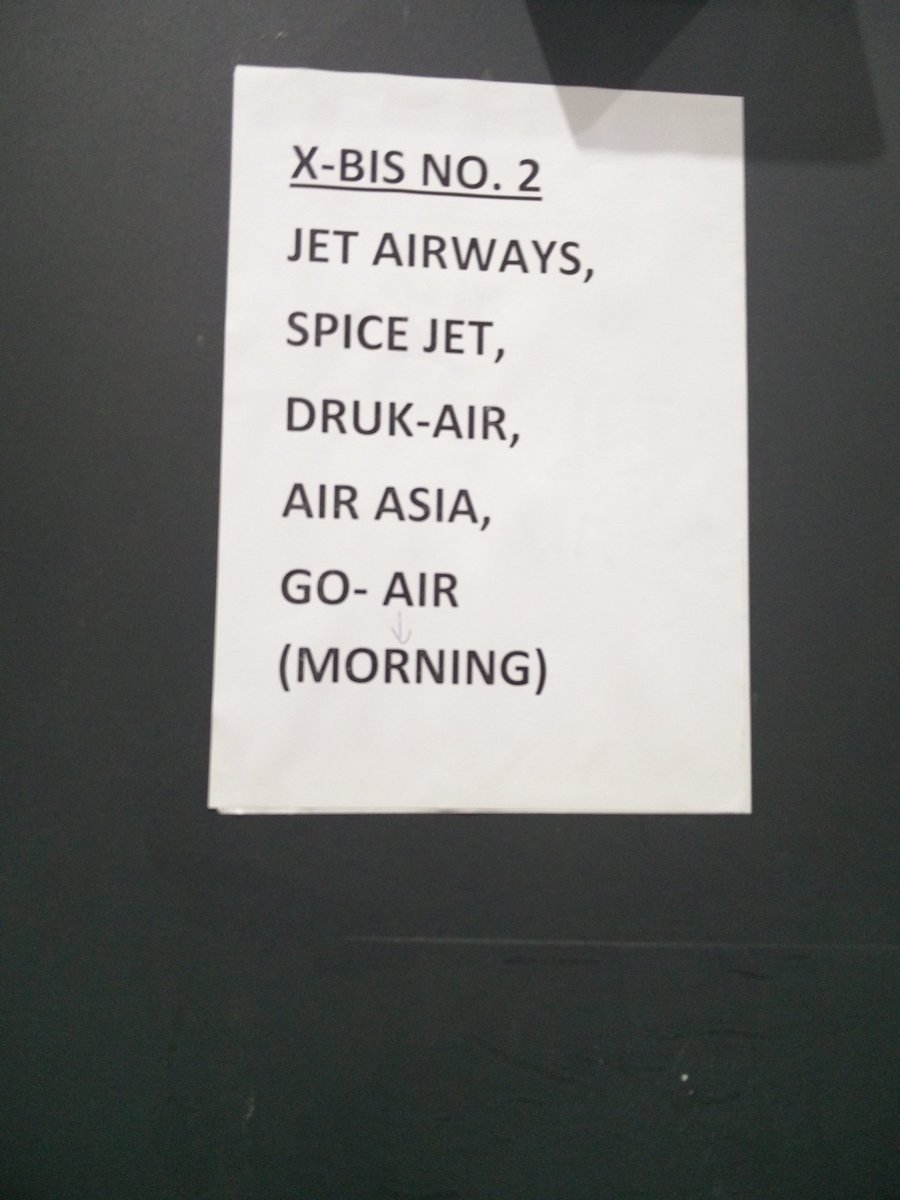 X-BIS NO. 2
JET AIRWAYS,
SPICE JET,
DRUK-AIR,
AIR ASIA,
GO- AIR
(MORNING)